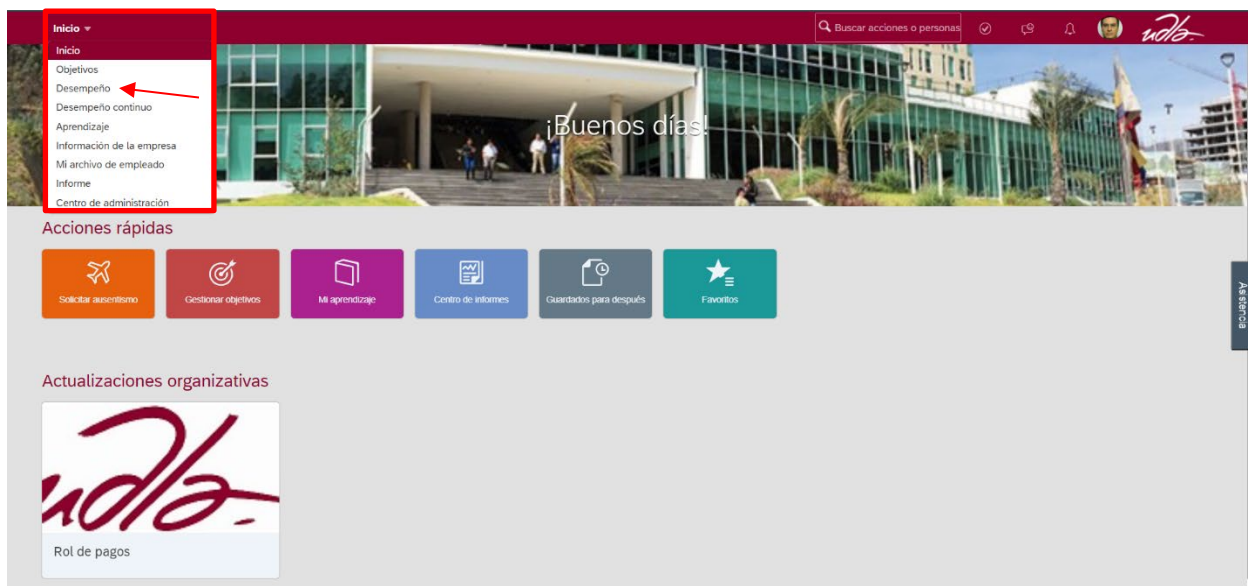 Inicio
Buscar acciones o personas
udla-
Inicio
Objetivos
Desempeño
Desempeño continuo
Aprendizaje
Información de la empresa
Mi archivo de empleado
Informe
Centro de administración
¡Buenos días!
Acciones rápidas
Solicitar ausentismo
Gestionar objetivos
Mi aprendizaje
Centro de informes
Guardados para después
Favoritos
Asistencia
Actualizaciones organizativas
udla-
Rol de pagos